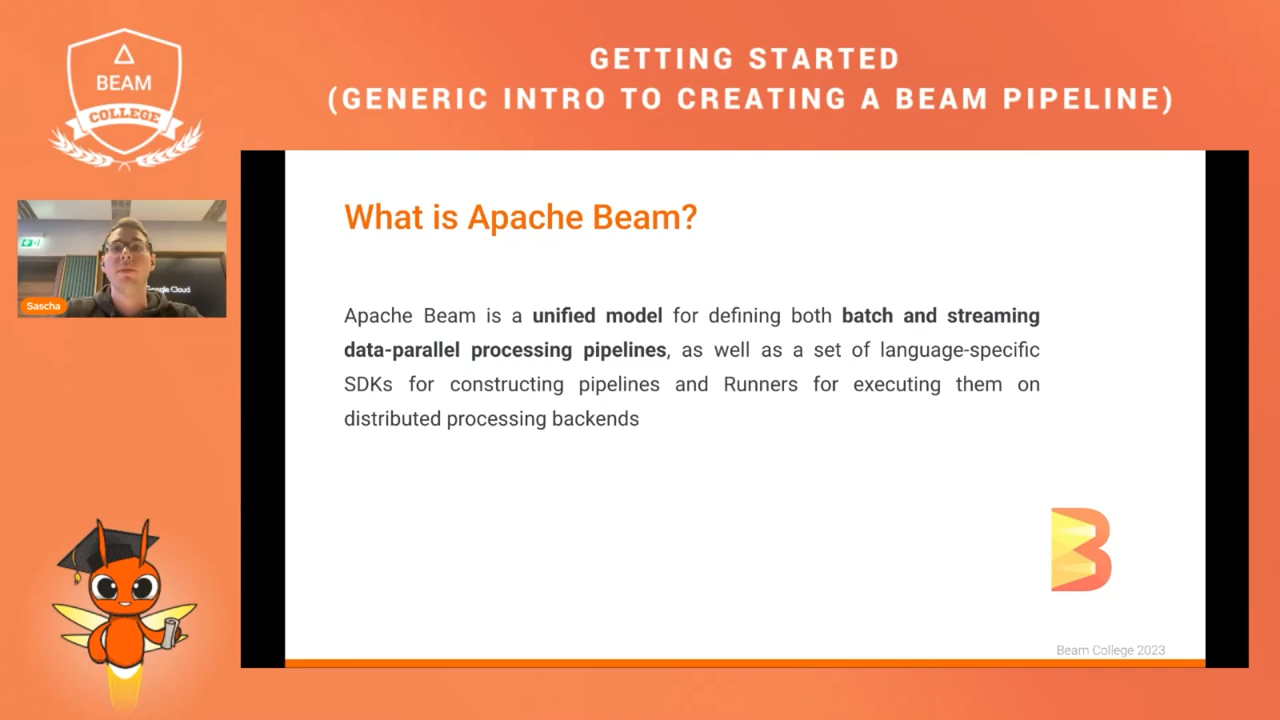 BEAM
COLLEGE
GETTING STARTED
(GENERIC INTRO TO CREATING A BEAM PIPELINE)
Google Cloud
Sascha
What is Apache Beam?
Apache Beam is a unified model for defining both batch and streaming
data-parallel processing pipelines, as well as a set of language-specific
SDKs for constructing pipelines and Runners for executing them on
distributed processing backends
Beam College 2023